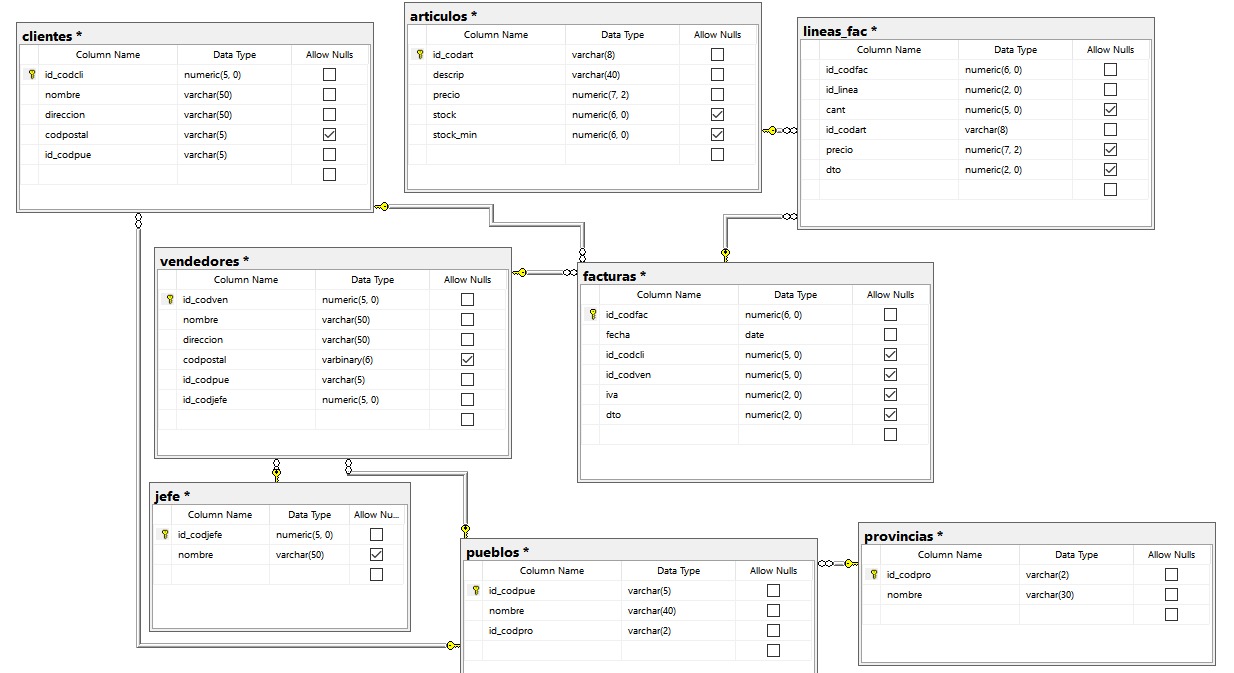 clientes *
Column Name Data Type Allow Nulls
id_codcli numeric(5, 0)
nombre varchar(50)
direccion varchar(50)
codpostal varchar(5)
id_codpue varchar(5)
articulos *
Column Name Data Type Allow Nulls
id_codart varchar(8)
descrip varchar(40)
precio numeric(7, 2)
stock numeric(6, 0)
stock_min numeric(6, 0)
lineas_fac *
Column Name Data Type Allow Nulls
id_codfac numeric(6, 0)
id_linea numeric(2, 0)
cant numeric(5, 0)
id_codart varchar(8)
precio numeric(7, 2)
dto numeric(2, 0)
vendedores *
Column Name Data Type Allow Nulls
id_codven numeric(5, 0)
nombre varchar(50)
direccion varchar(50)
codpostal varbinary(6)
id_codpue varchar(5)
id_codjefe numeric(5, 0)
facturas *
Column Name Data Type Allow Nulls
id_codfac numeric(6, 0)
fecha date
id_codcli numeric(5, 0)
id_codven numeric(5, 0)
iva numeric(2, 0)
dto numeric(2, 0)
jefe *
Column Name Data Type Allow Nu...
id_codjefe numeric(5, 0)
nombre varchar(50)
pueblos *
Column Name Data Type Allow Nulls
id_codpue varchar(5)
nombre varchar(40)
id_codpro varchar(2)
provincias *
Column Name Data Type Allow Nulls
id_codpro varchar(2)
nombre varchar(30)